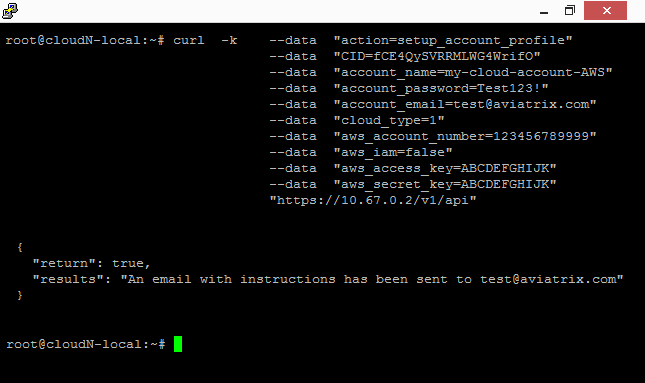 root@cloudN-local:~# curl  -k    --data  "action=setup_account_profile"
--data  "CID=fCE4QySVRRMLWG4WrifO"
--data  "account_name=my-cloud-account-AWS"
--data  "account_password=Test123!"
--data  "account_email=test@aviatrix.com"
--data  "cloud_type=1"
--data  "aws_account_number=123456789999"
--data  "aws_iam=false"
--data  "aws_access_key=ABCDEFGHIJK"
--data  "aws_secret_key=ABCDEFGHIJK"
"https://10.67.0.2/v1/api"
{
"return": true,
"results": "An email with instructions has been sent to test@aviatrix.com"
}
root@cloudN-local:~#